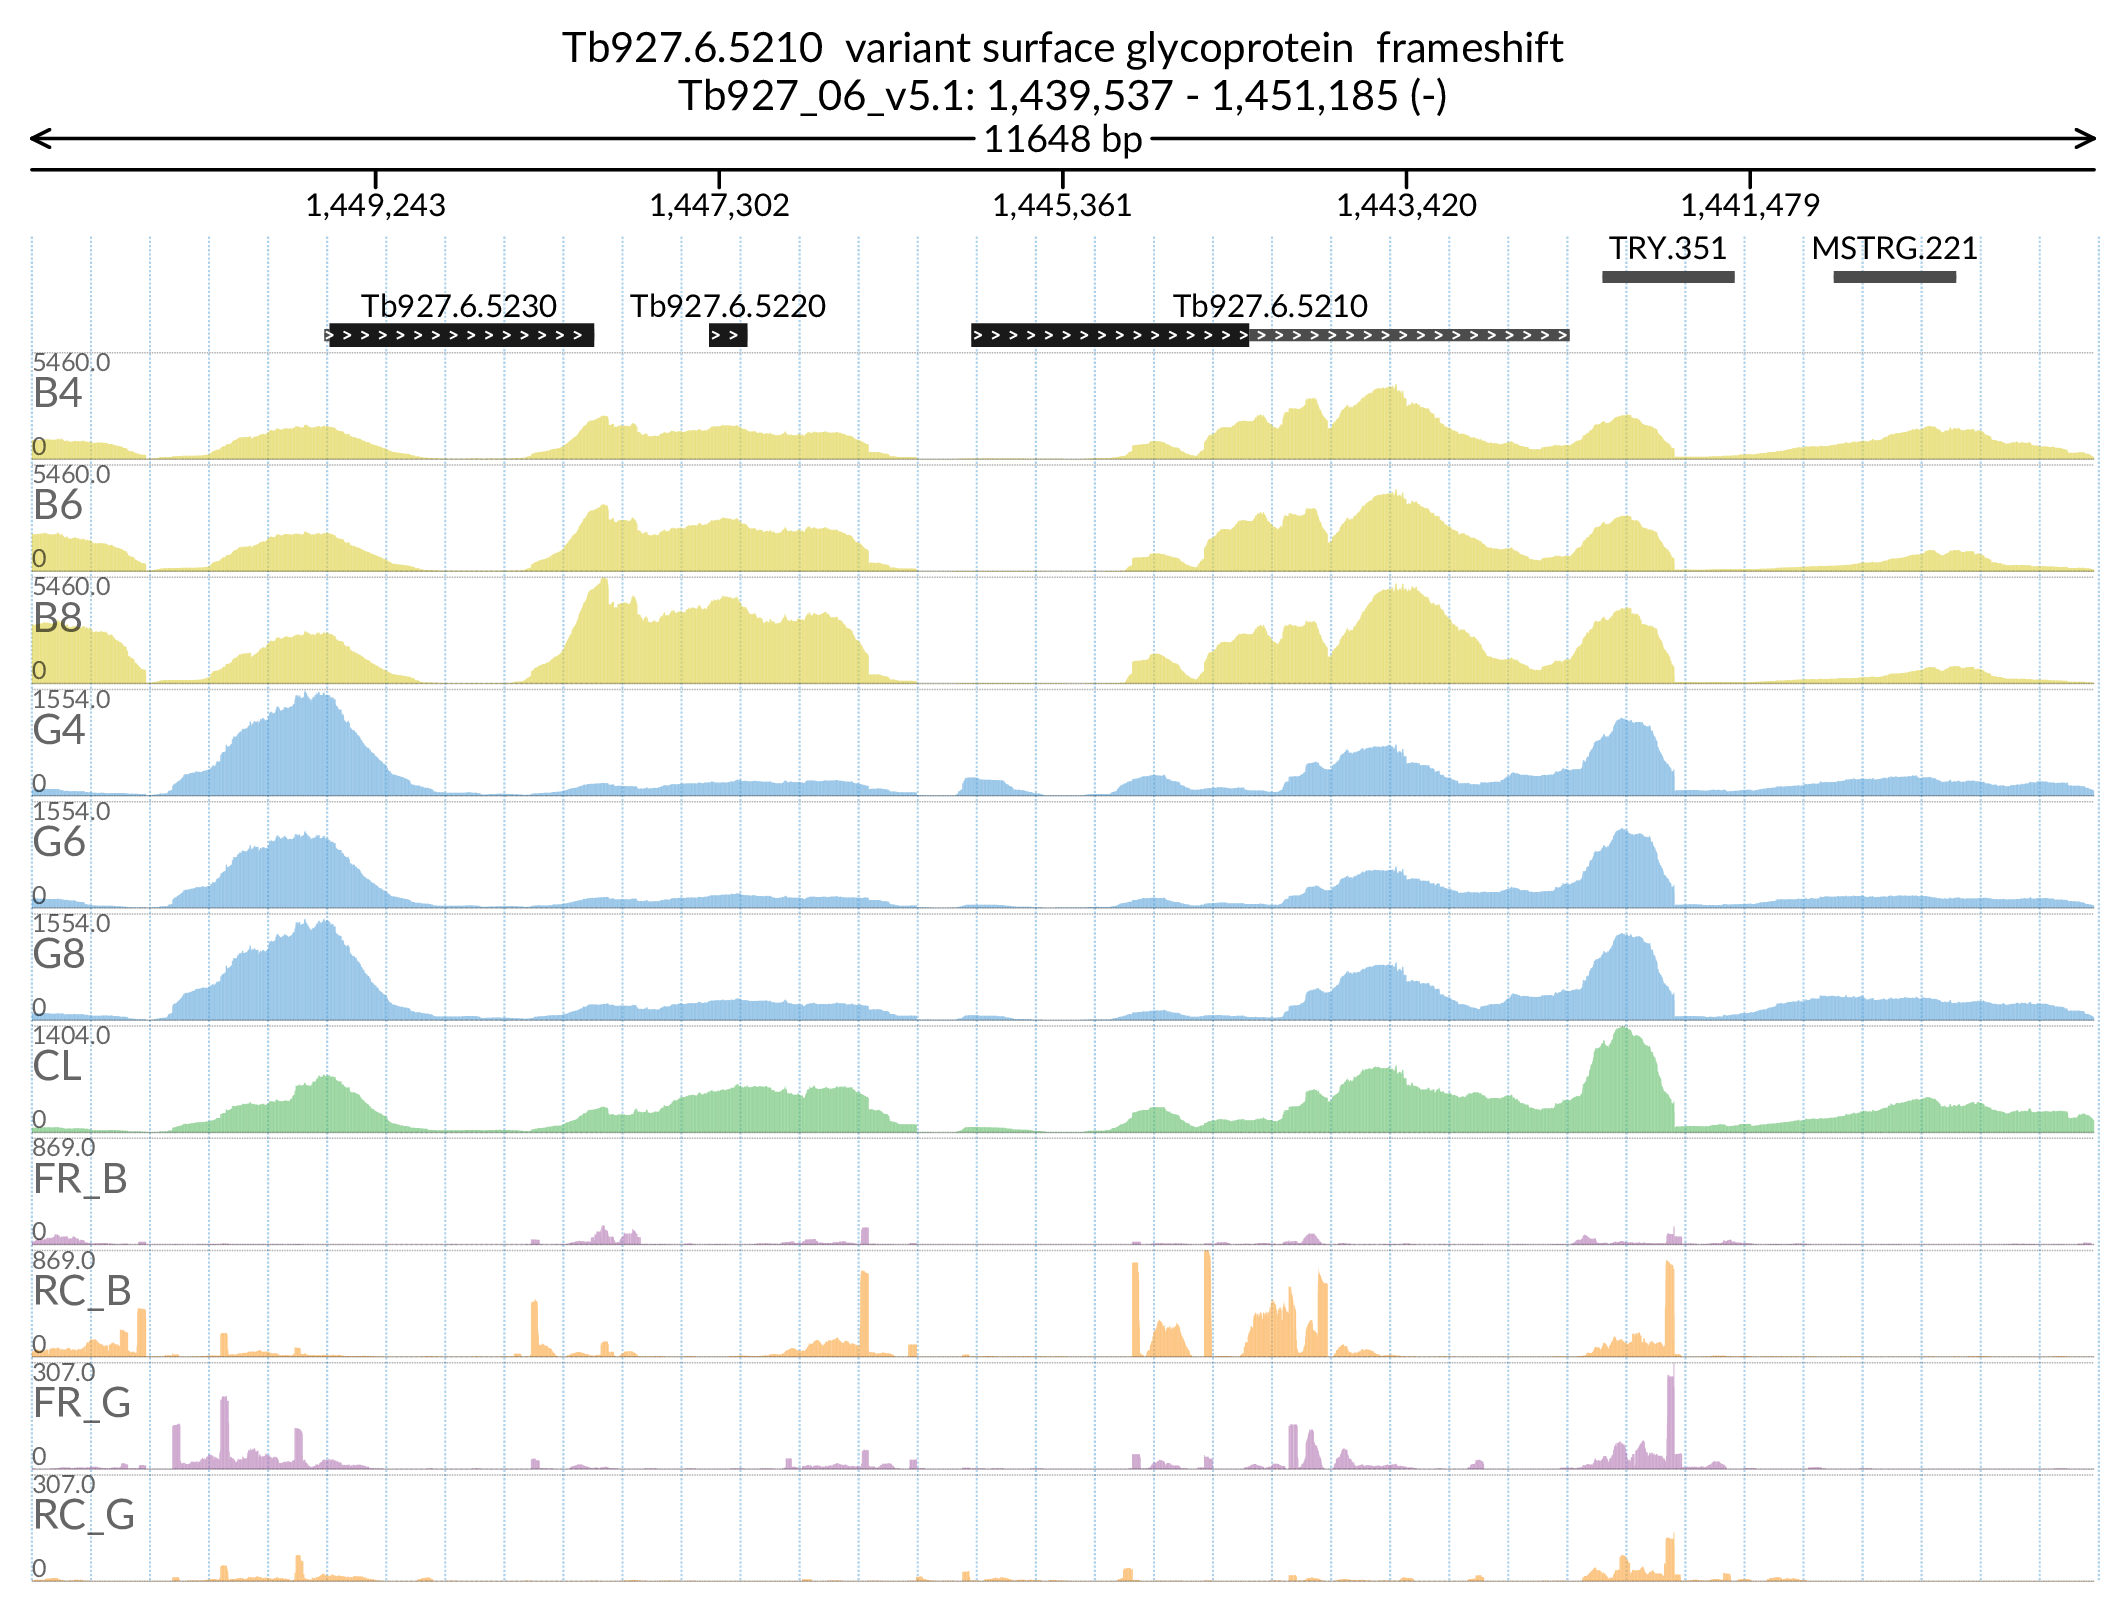 Tb927.6.5210  variant surface glycoprotein  frameshift
Tb927_06_v5.1: 1,439,537 - 1,451,185 (-)
11648 bp
1,449,243
1,447,302
1,445,361
1,443,420
1,441,479
TRY.351
MSTRG.221
Tb927.6.5230
Tb927.6.5220
Tb927.6.5210
5460.0
B4
0
5460.0
B6
0
5460.0
B8
0
1554.0
G4
0
1554.0
G6
0
1554.0
G8
0
1404.0
CL
0
869.0
FR_B
0
869.0
RC_B
0
307.0
FR_G
0
307.0
RC_G
0